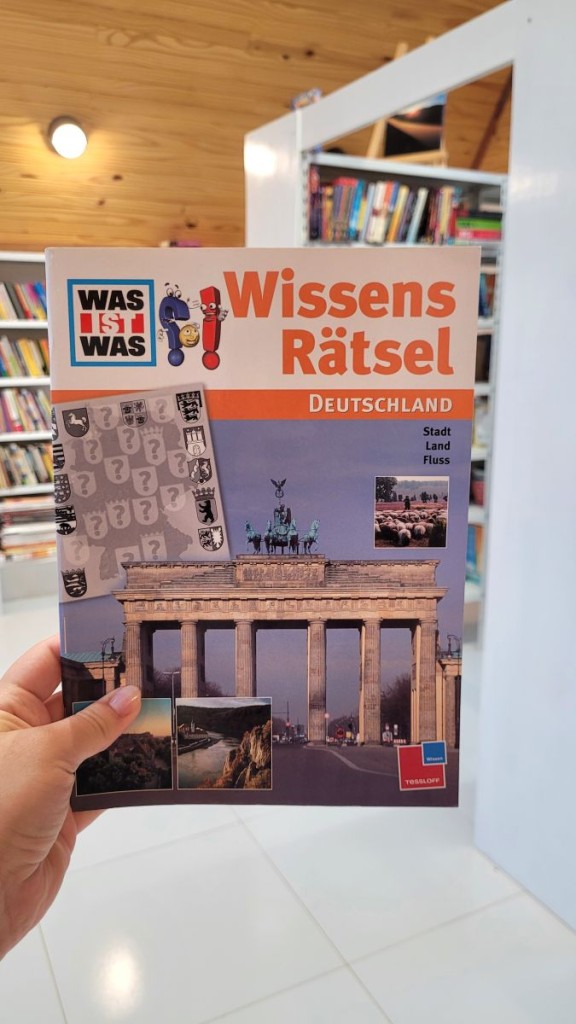 WAS
IST
WAS
Wissens
Rätsel
DEUTSCHLAND
Stadt
Land
Fluss
Wissen
TESSLOFF